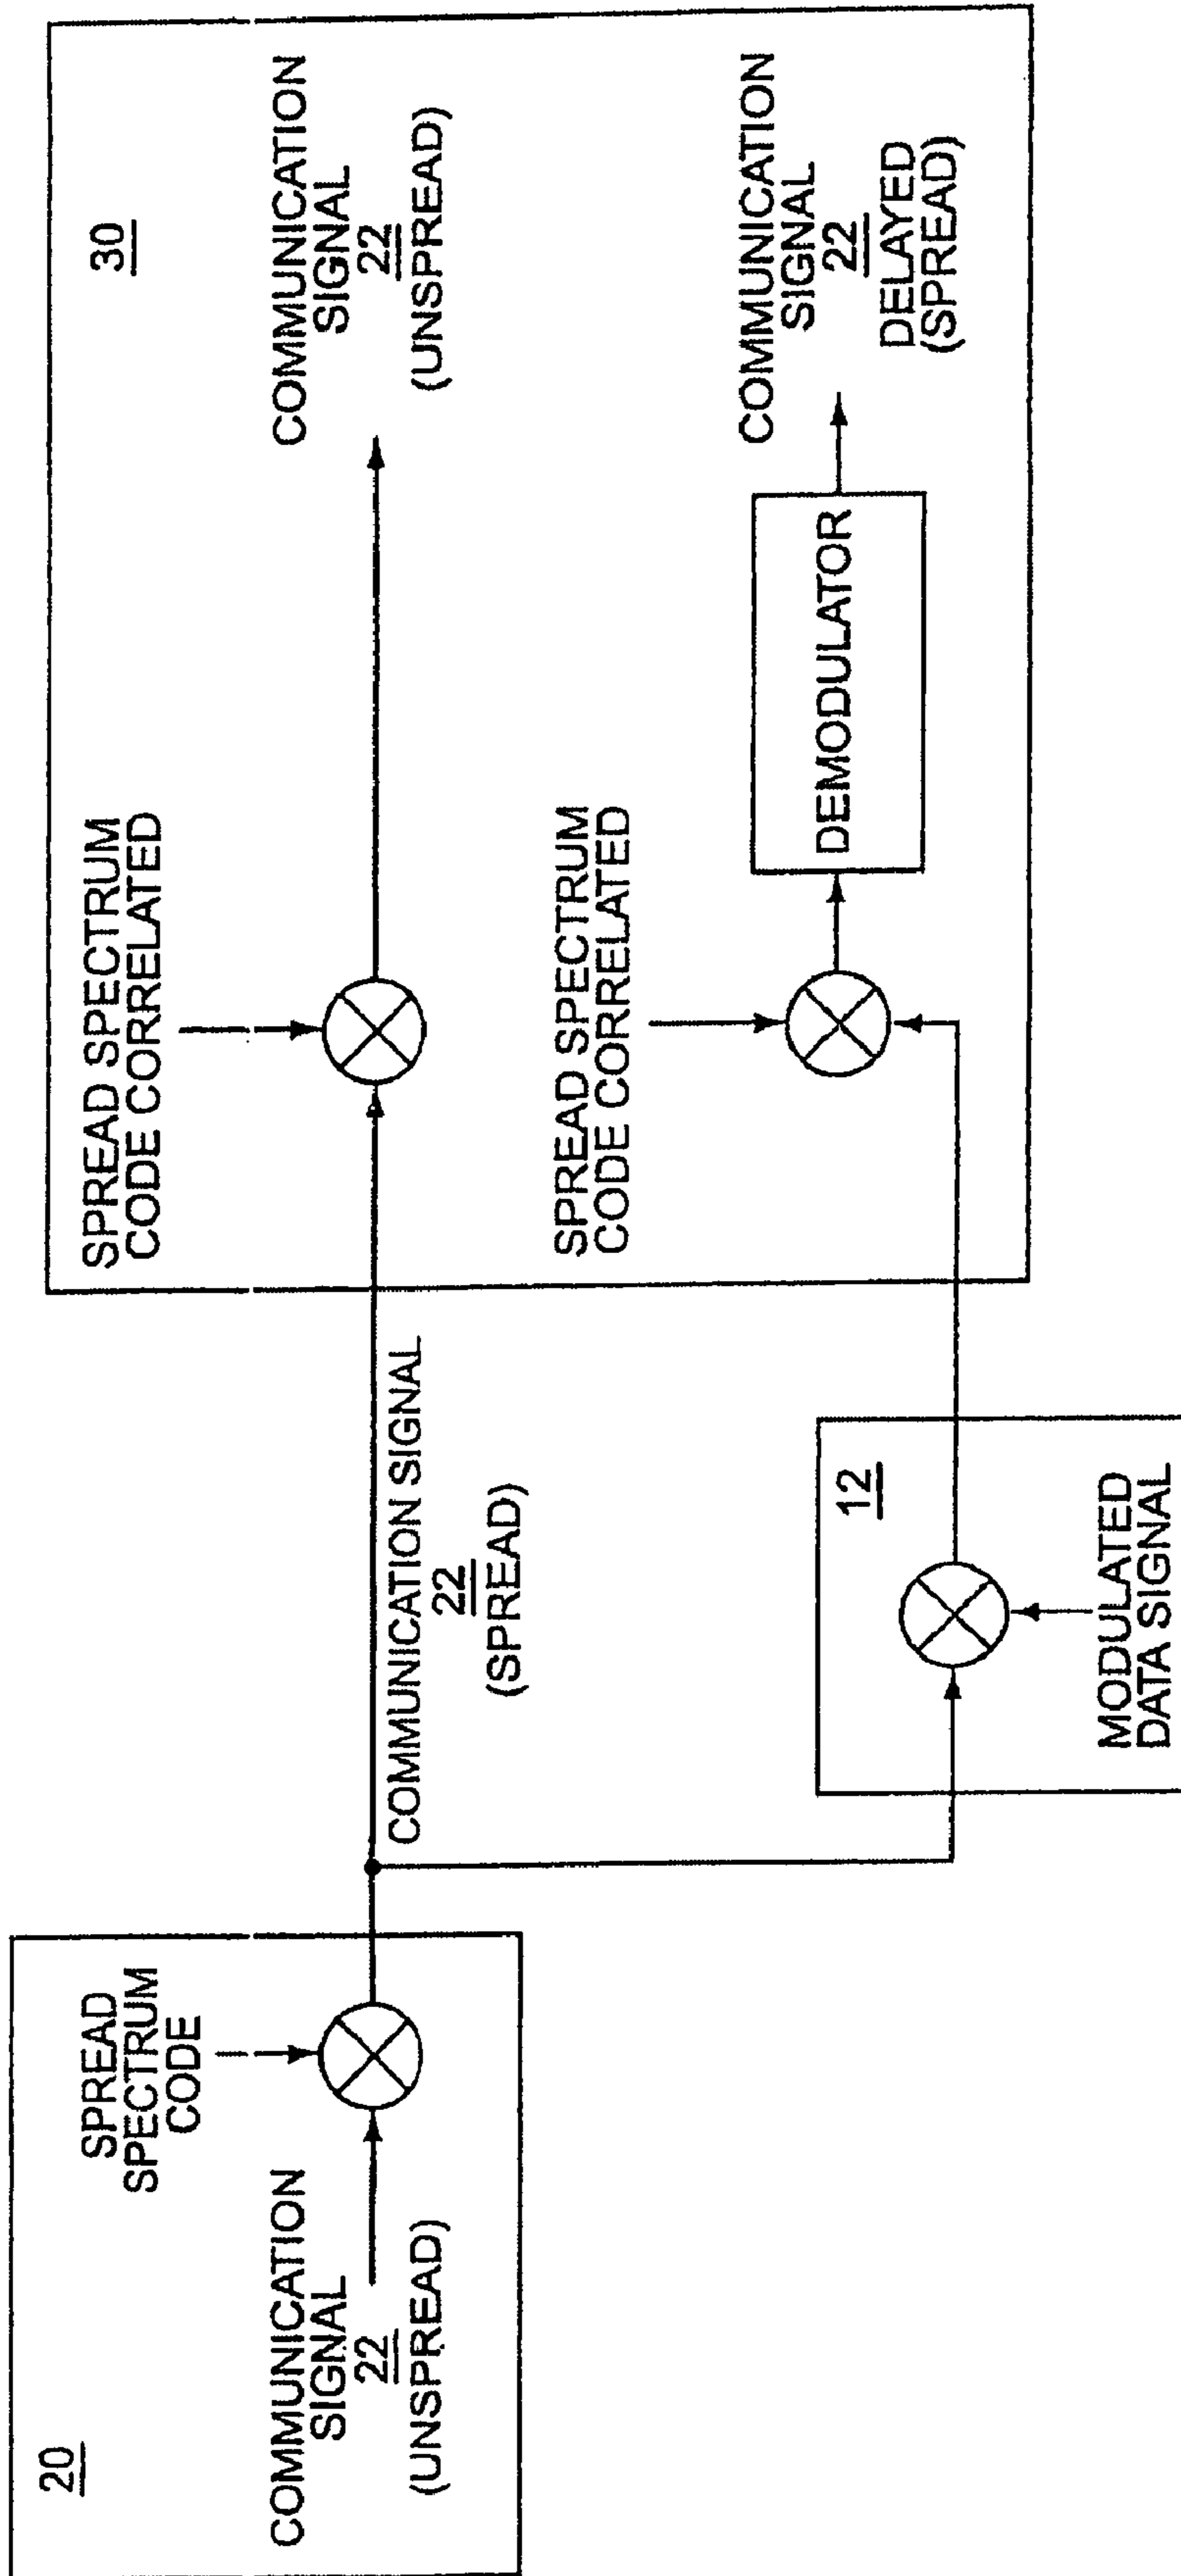 20
COMMUNICATION
SIGNAL
22
(UNSPREAD)
SPREAD
SPECTRUM
CODE
COMMUNICATION SIGNAL
22
(SPREAD)
12
MODULATED
DATA SIGNAL
30
SPREAD SPECTRUM
CODE CORRELATED
COMMUNICATION
SIGNAL
22
(UNSPREAD)
SPREAD SPECTRUM
CODE CORRELATED
DEMODULATOR
COMMUNICATION
SIGNAL
22
DELAYED
(SPREAD)